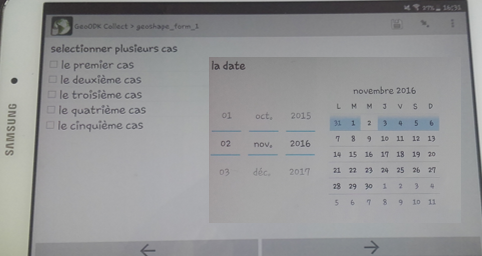 27% 16:31
GeoODK Collect > geoshape_form_1
selectionner plusieurs cas
le premier cas
le deuxième cas
le troisième cas
le quatrième cas
le cinquième cas
la date
01 oct. 2015
02 nov. 2016
03 déc. 2017
novembre 2016
L M M J V S D
31 1 2 3 4 5 6
7 8 9 10 11 12 13
14 15 16 17 18 19 20
21 22 23 24 25 26 27
28 29 30 1 2 3 4
5 6 7 8 9 10 11
SAMSUNG